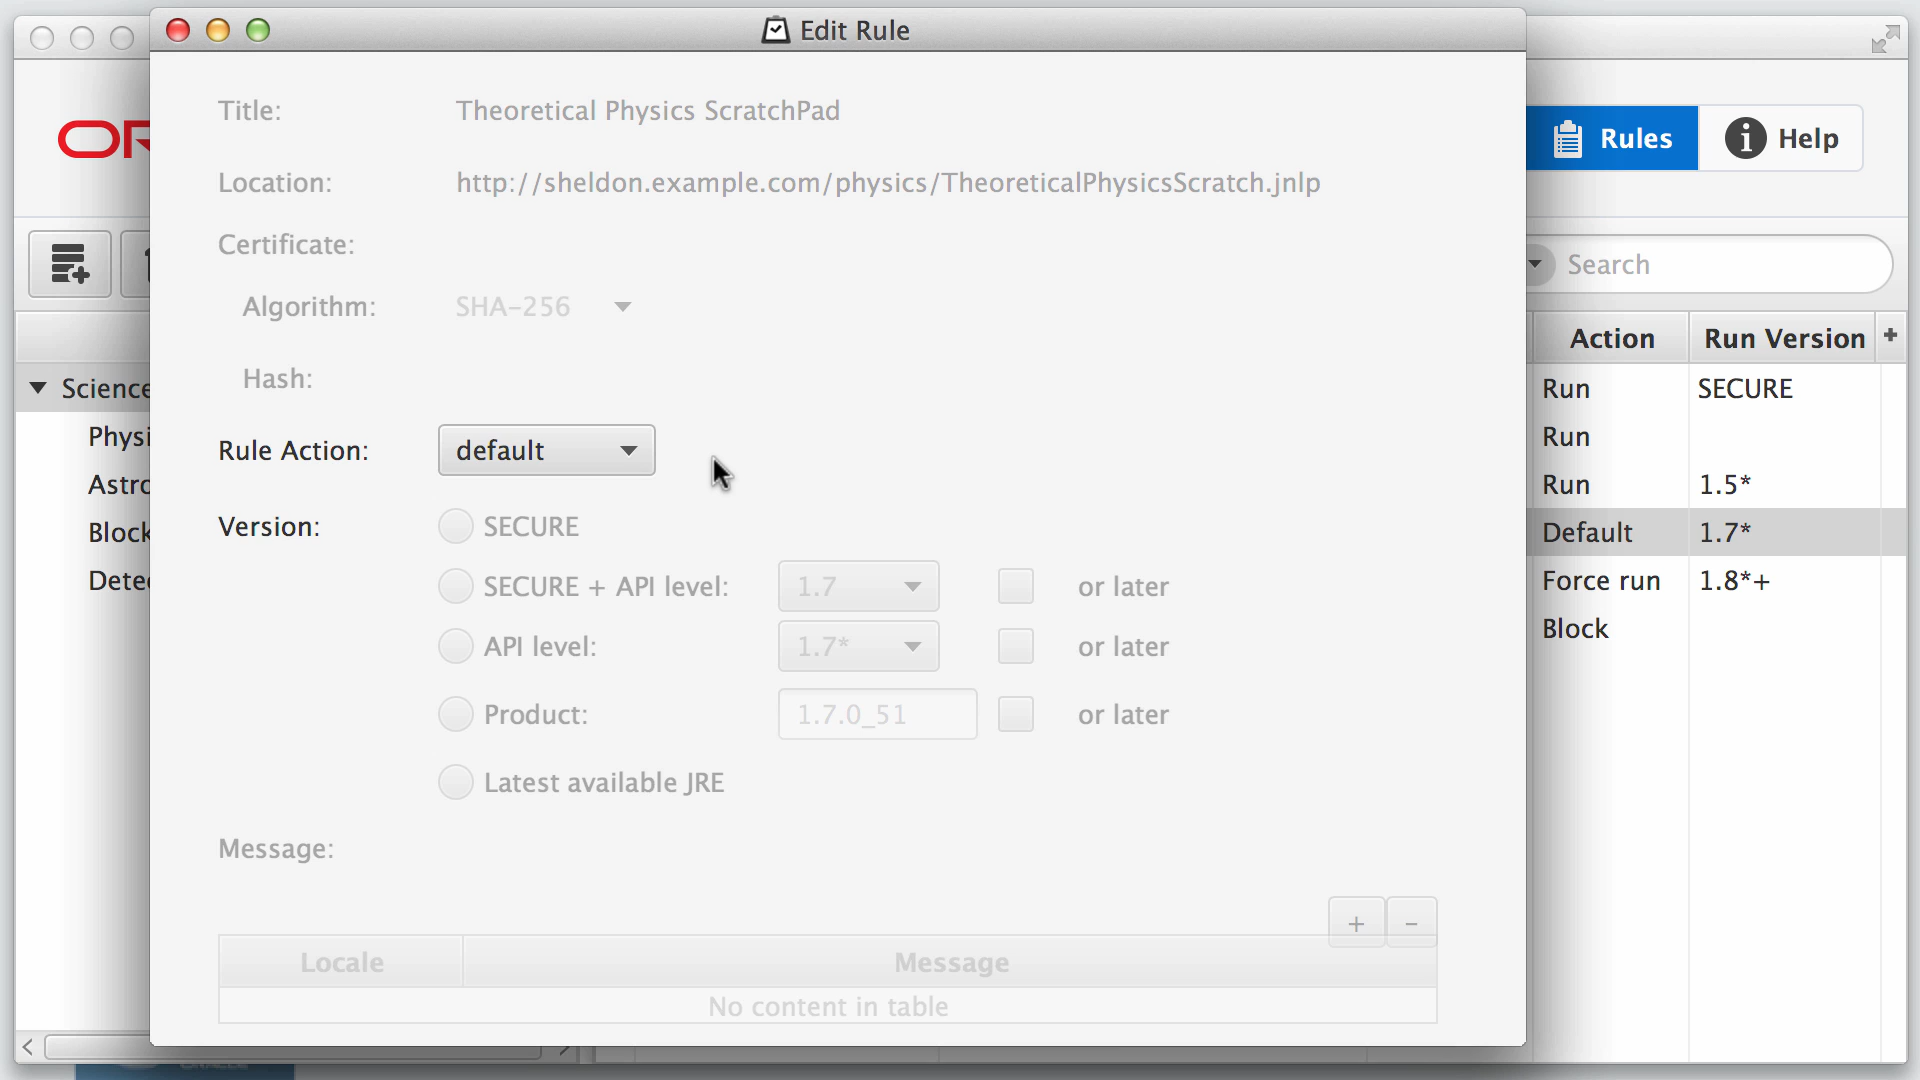 Edit Rule
Title: Theoretical Physics ScratchPad
Location: http://sheldon.example.com/physics/TheoreticalPhysicsScratch.jnlp
Certificate:
Algorithm: SHA-256
Hash:
Rule Action: default
Version: SECURE
SECURE + API level: 1.7 or later
API level: 1.7* or later
Product: 1.7.0_51 or later
Latest available JRE
Message:
+ -
Locale Message
No content in table
Rules Help
Search
Action Run Version +
Science Run SECURE
Physi Run
Astro Run 1.5*
Default 1.7*
Block Force run 1.8*+
Block